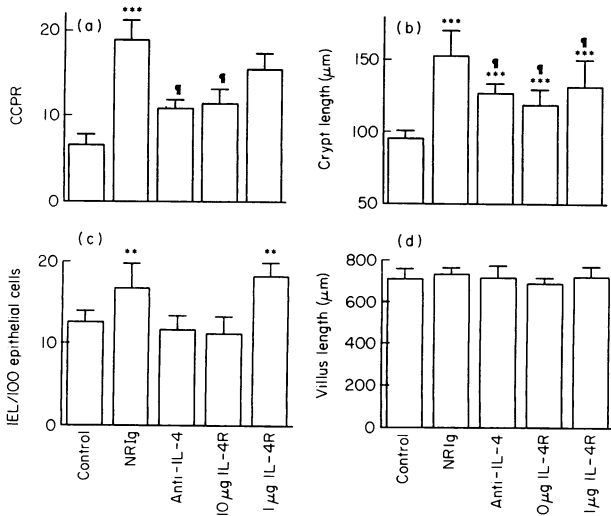 (a)
***
¶
¶
20
10
0
CCPR
(b)
***
¶
***
¶
***
¶
***
150
100
50
Crypt length (μm)
(c)
**
**
20
10
0
IEL/100 epithelial cells
Control
NRIg
Anti-IL-4
10 μg IL-4R
1 μg IL-4R
(d)
800
600
400
200
0
Villus length (μm)
Control
NRIg
Anti-IL-4
0 μg IL-4R
1 μg IL-4R